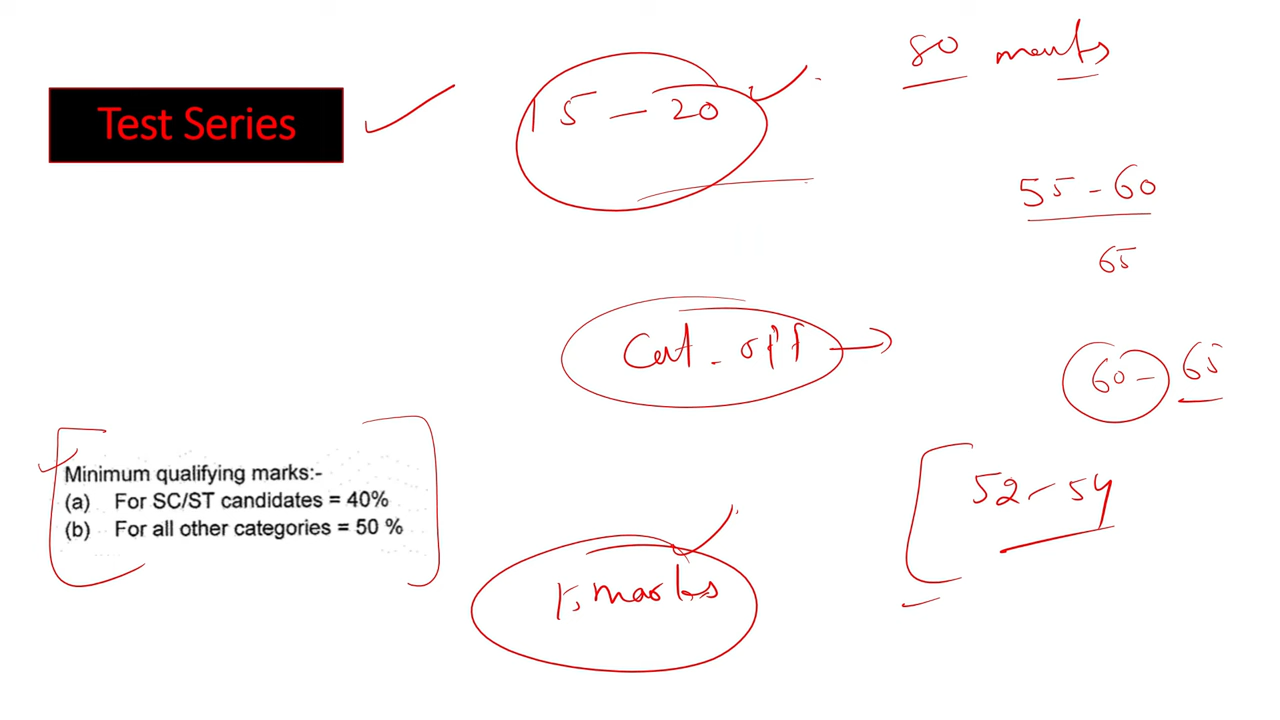 80 marks
Test Series
15 - 20
55 - 60
65
Cut-off
60 - 65
Minimum qualifying marks:-
(a) For SC/ST candidates = 40%
(b) For all other categories = 50 %
52 - 54
marks